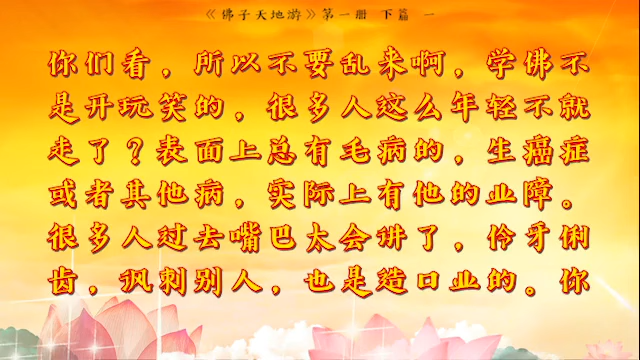 《佛子天地游》第一册 下篇 一
你们看，所以不要乱来啊，学佛不
是开玩笑的，很多人这么年轻不就
走了？表面上总有毛病的，生癌症
或者其他病，实际上有他的业障。
很多人过去嘴巴太会讲了，伶牙俐
齿，讽刺别人，也是造口业的。你